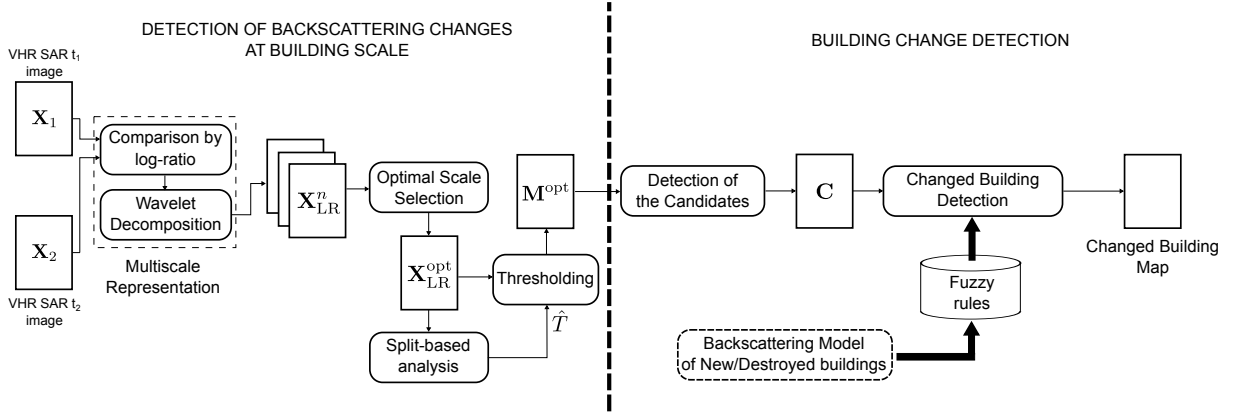 DETECTION OF BACKSCATTERING CHANGES
AT BUILDING SCALE
BUILDING CHANGE DETECTION
VHR SAR t₁
image
X₁
Comparison by
log-ratio
Wavelet
Decomposition
Multiscale
Representation
X₂
VHR SAR t₂
image
Xⁿ_LR
Optimal Scale
Selection
X^opt_LR
Split-based
analysis
T̂
Thresholding
M^opt
Detection of
the Candidates
C
Changed Building
Detection
Changed Building
Map
Fuzzy
rules
Backscattering Model
of New/Destroyed buildings